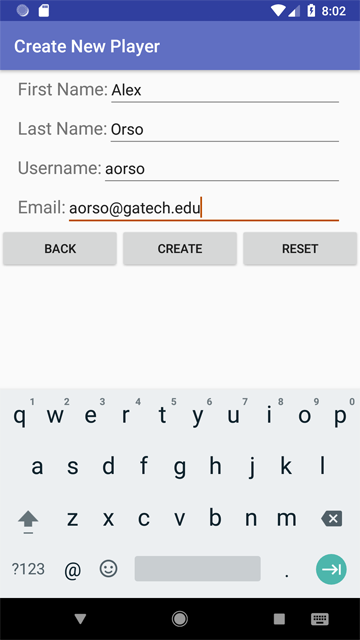 8:02
Create New Player
First Name: Alex
Last Name: Orso
Username: aorso
Email: aorso@gatech.edu
BACK CREATE RESET
1 2 3 4 5 6 7 8 9 0
q w e r t y u i o p
a s d f g h j k l
z x c v b n m
?123 @ .